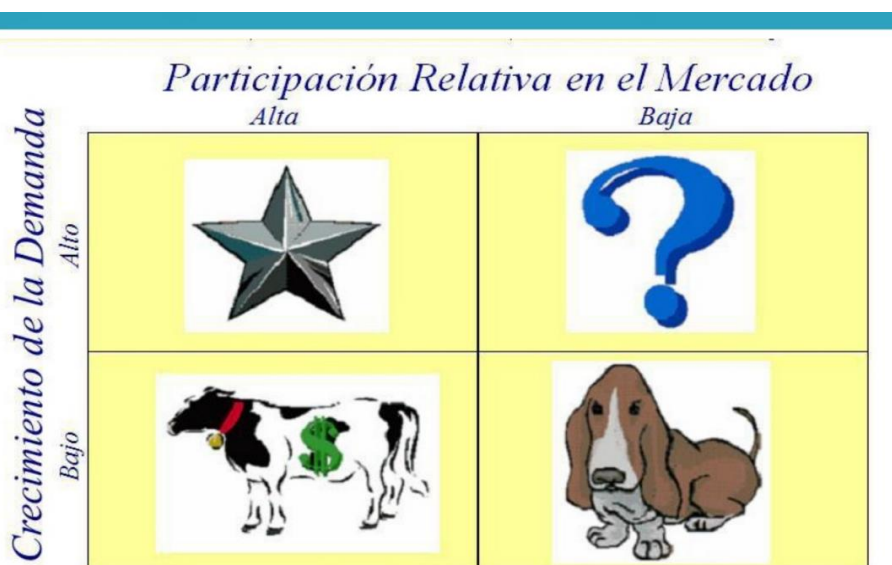 Participación Relativa en el Mercado
Alta Baja
Crecimiento de la Demanda
Alto
Bajo
?
$